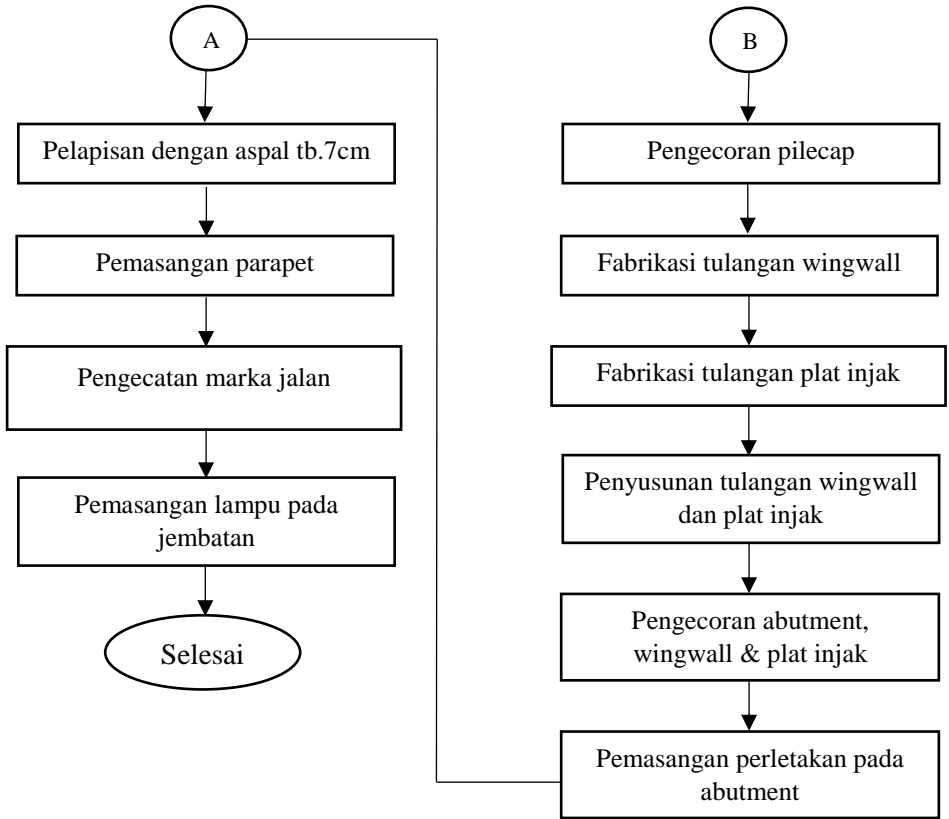 A
Pelapisan dengan aspal tb.7cm
Pemasangan parapet
Pengecatan marka jalan
Pemasangan lampu pada
jembatan
Selesai
B
Pengecoran pilecap
Fabrikasi tulangan wingwall
Fabrikasi tulangan plat injak
Penyusunan tulangan wingwall
dan plat injak
Pengecoran abutment,
wingwall & plat injak
Pemasangan perletakan pada
abutment